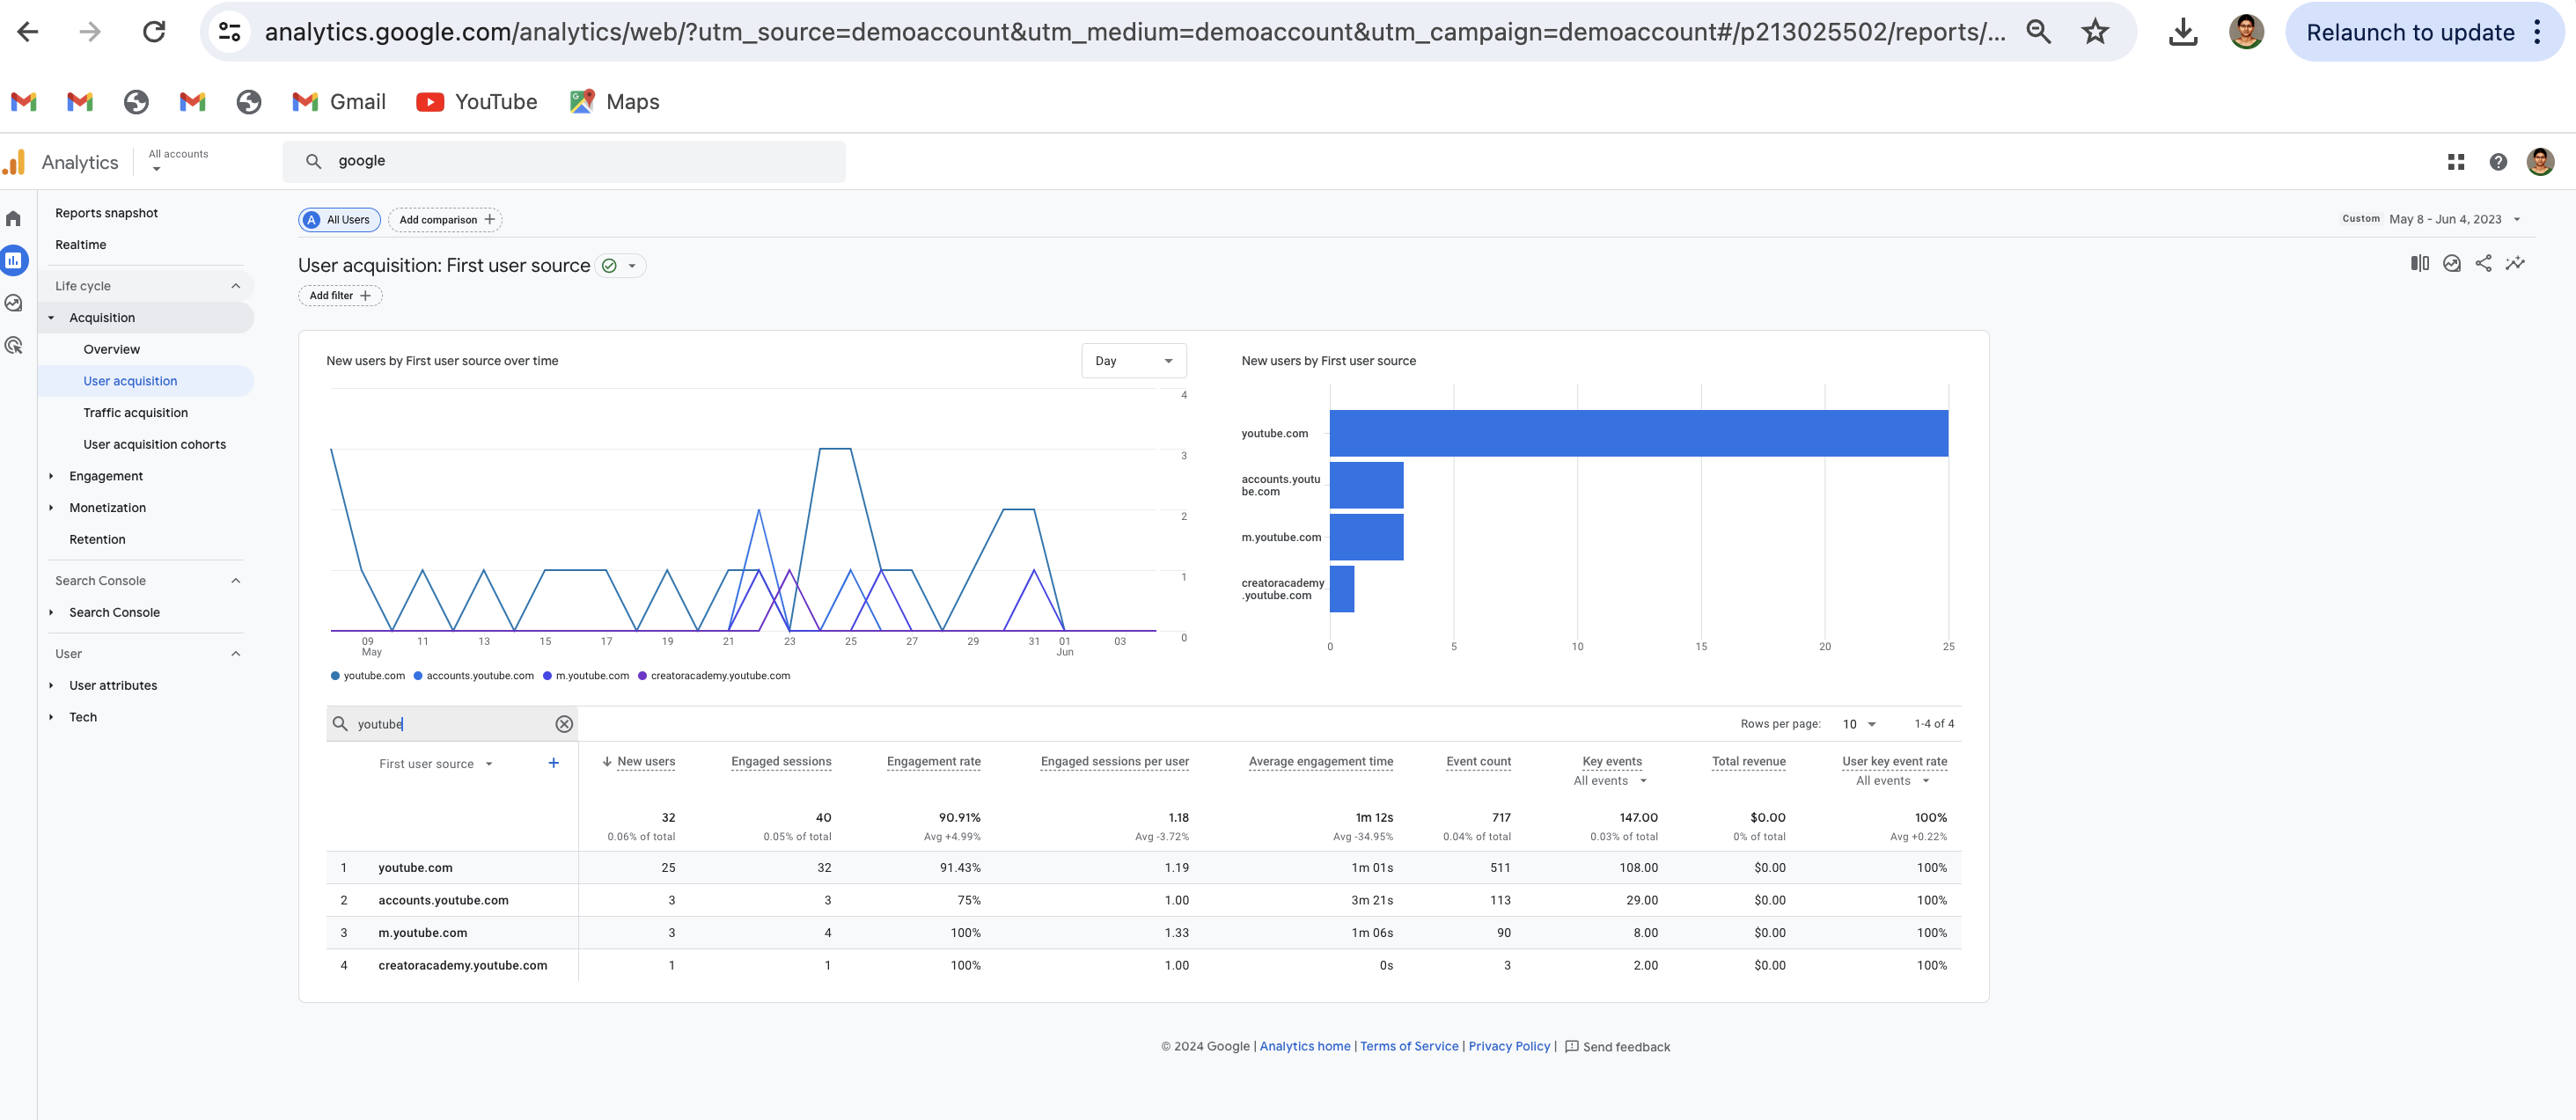 analytics.google.com/analytics/web/?utm_source=demoaccount&utm_medium=demoaccount&utm_campaign=demoaccount#/p213025502/reports/...
Relaunch to update
Gmail YouTube Maps
Analytics
All accounts
google
Reports snapshot
Realtime
Life cycle
Acquisition
Overview
User acquisition
Traffic acquisition
User acquisition cohorts
Engagement
Monetization
Retention
Search Console
Search Console
User
User attributes
Tech
A All Users Add comparison +
Custom May 8 - Jun 4, 2023
User acquisition: First user source
Add filter +
New users by First user source over time
Day
4
3
2
1
0
09 11 13 15 17 19 21 23 25 27 29 31 01 03
May Jun
youtube.com accounts.youtube.com m.youtube.com creatoracademy.youtube.com
New users by First user source
youtube.com
accounts.youtu
be.com
m.youtube.com
creatoracademy
.youtube.com
0 5 10 15 20 25
youtube
Rows per page: 10 1-4 of 4
First user source + New users Engaged sessions Engagement rate Engaged sessions per user Average engagement time Event count Key events Total revenue User key event rate
All events All events
32 40 90.91% 1.18 1m 12s 717 147.00 $0.00 100%
0.06% of total 0.05% of total Avg +4.99% Avg -3.72% Avg -34.95% 0.04% of total 0.03% of total 0% of total Avg +0.22%
1 youtube.com 25 32 91.43% 1.19 1m 01s 511 108.00 $0.00 100%
2 accounts.youtube.com 3 3 75% 1.00 3m 21s 113 29.00 $0.00 100%
3 m.youtube.com 3 4 100% 1.33 1m 06s 90 8.00 $0.00 100%
4 creatoracademy.youtube.com 1 1 100% 1.00 0s 3 2.00 $0.00 100%
© 2024 Google | Analytics home | Terms of Service | Privacy Policy | Send feedback